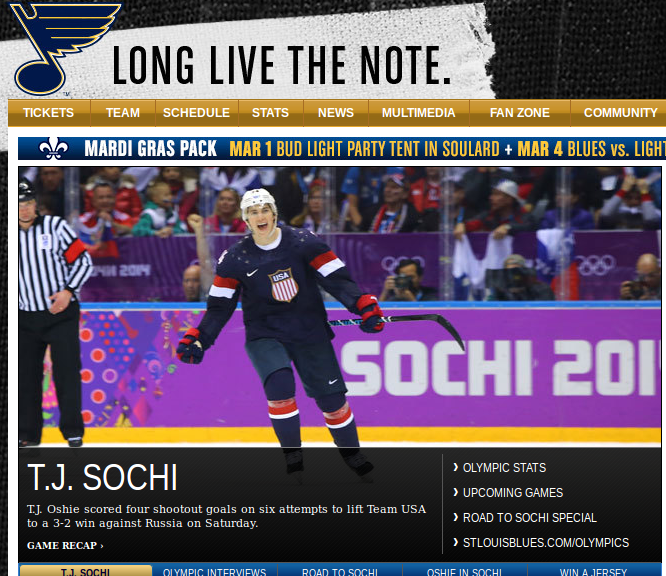 TM
LONG LIVE THE NOTE.
TICKETS TEAM SCHEDULE STATS NEWS MULTIMEDIA FAN ZONE COMMUNITY
MARDI GRAS PACK MAR 1 BUD LIGHT PARTY TENT IN SOULARD + MAR 4 BLUES vs. LIGHT
2014
USA
SOCHI 201
T.J. SOCHI
T.J. Oshie scored four shootout goals on six attempts to lift Team USA
to a 3-2 win against Russia on Saturday.
GAME RECAP ›
› OLYMPIC STATS
› UPCOMING GAMES
› ROAD TO SOCHI SPECIAL
› STLOUISBLUES.COM/OLYMPICS
T.J. SOCHI OLYMPIC INTERVIEWS ROAD TO SOCHI OSHIE IN SOCHI WIN A JERSEY